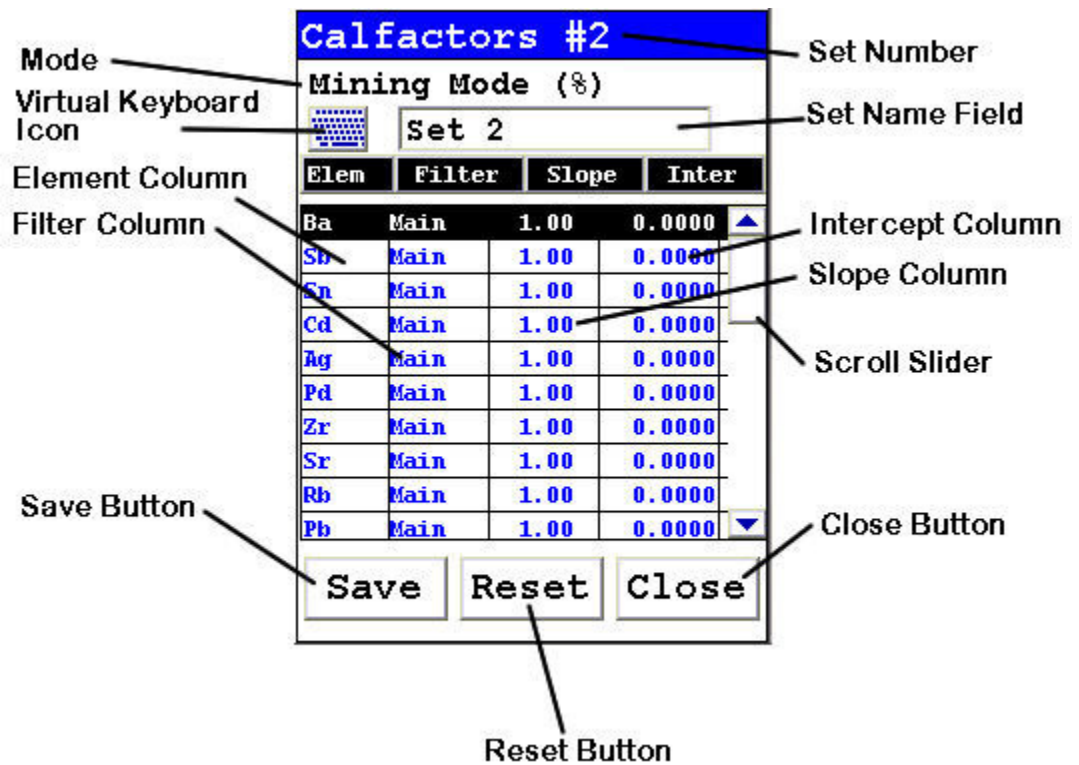 Calfactors #2
Set Number
Mode
Mining Mode (%)
Virtual Keyboard
Icon
Set 2
Set Name Field
Elem Filter Slope Inter
Element Column
Filter Column
Ba Main 1.00 0.0000
Intercept Column
Sb Main 1.00 0.0000
Slope Column
Sn Main 1.00 0.0000
Cd Main 1.00 0.0000
Scroll Slider
Ag Main 1.00 0.0000
Pd Main 1.00 0.0000
Zr Main 1.00 0.0000
Sr Main 1.00 0.0000
Rb Main 1.00 0.0000
Save Button
Pb Main 1.00 0.0000
Close Button
Save Reset Close
Reset Button